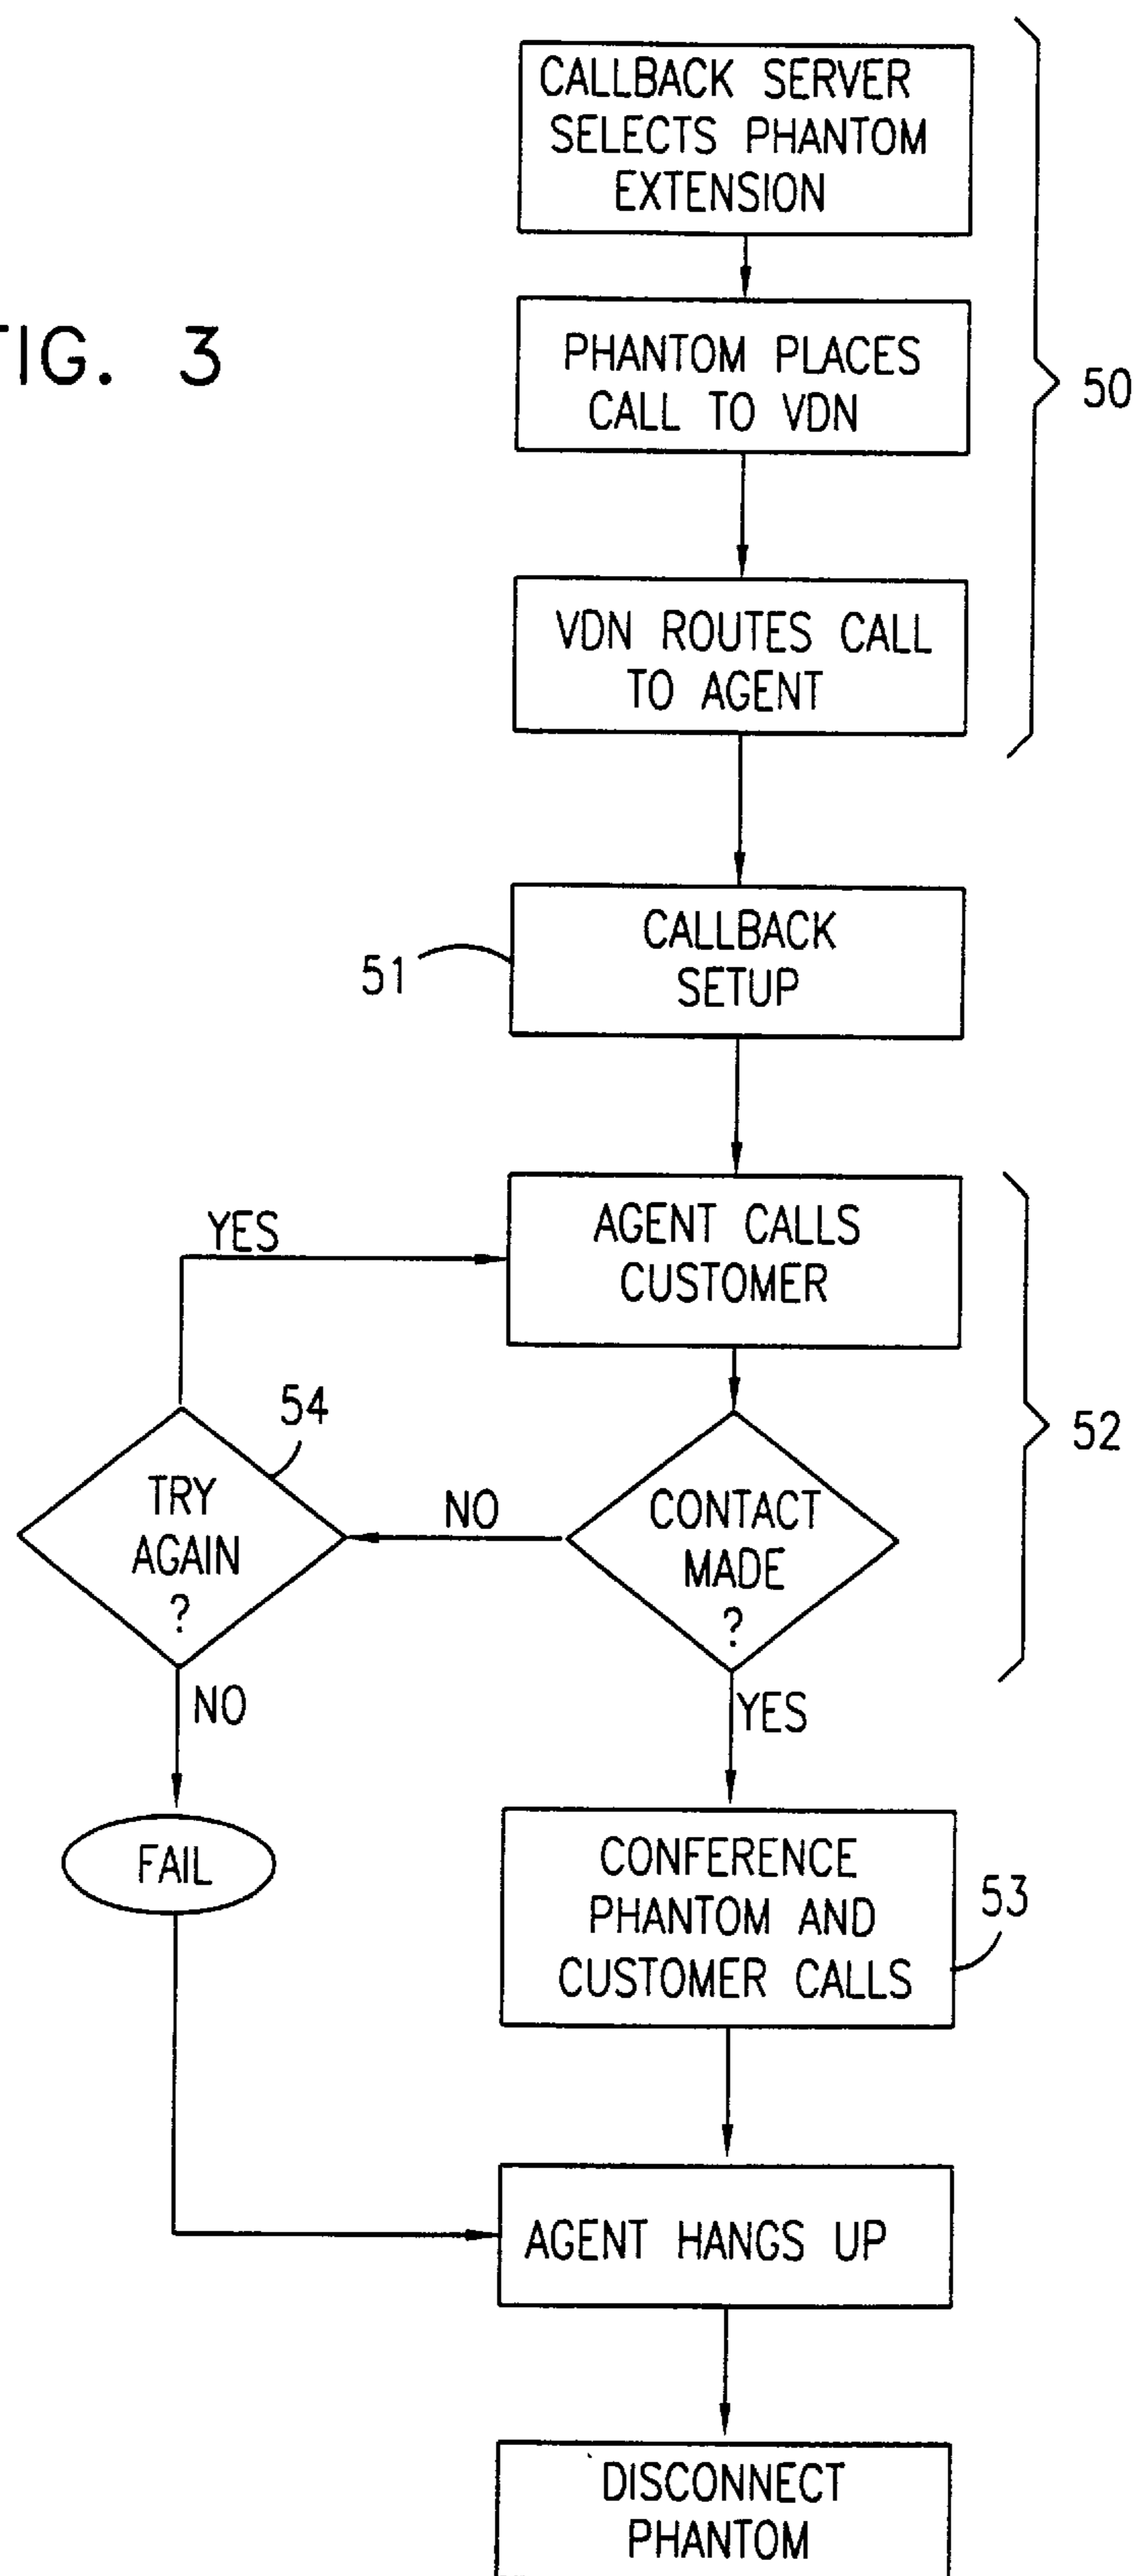 CALLBACK SERVER
SELECTS PHANTOM
EXTENSION
FIG. 3
PHANTOM PLACES
CALL TO VDN
50
VDN ROUTES CALL
TO AGENT
CALLBACK
SETUP
51
AGENT CALLS
CUSTOMER
YES
54
52
TRY
AGAIN
?
NO
CONTACT
MADE
?
NO
YES
FAIL
CONFERENCE
PHANTOM AND
CUSTOMER CALLS
53
AGENT HANGS UP
DISCONNECT
PHANTOM